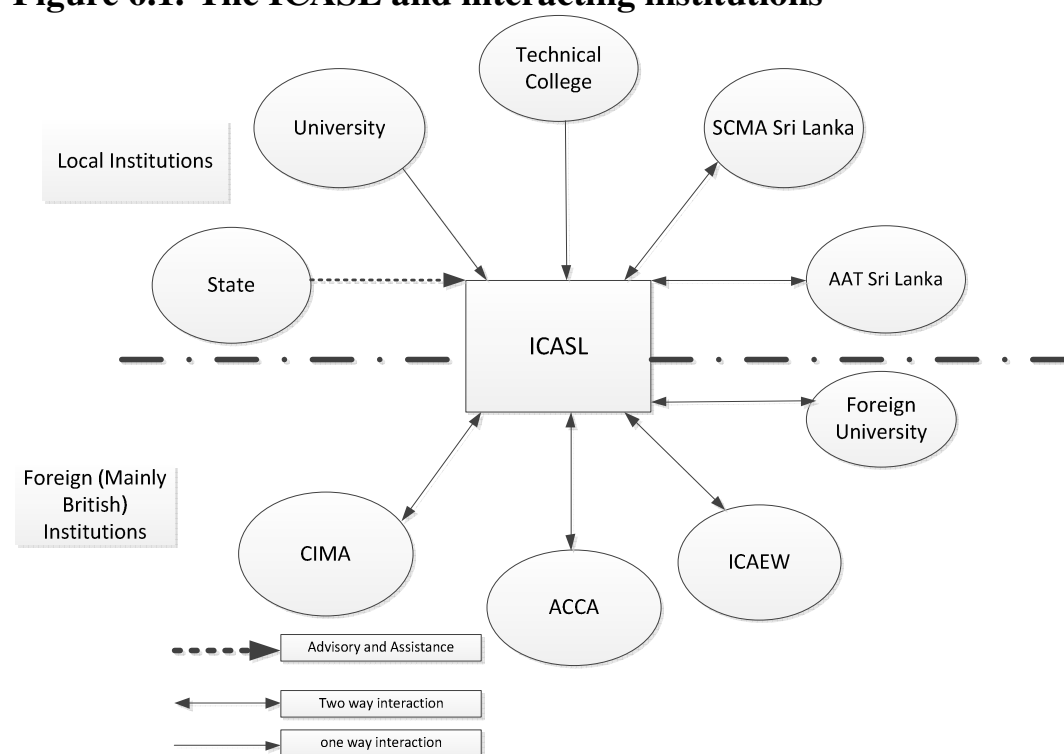 Figure 6.1: The ICASL and interacting institutions
Technical
College
University
SCMA Sri Lanka
Local Institutions
State
AAT Sri Lanka
ICASL
Foreign
University
Foreign (Mainly
British)
Institutions
CIMA
ICAEW
ACCA
Advisory and Assistance
Two way interaction
one way interaction